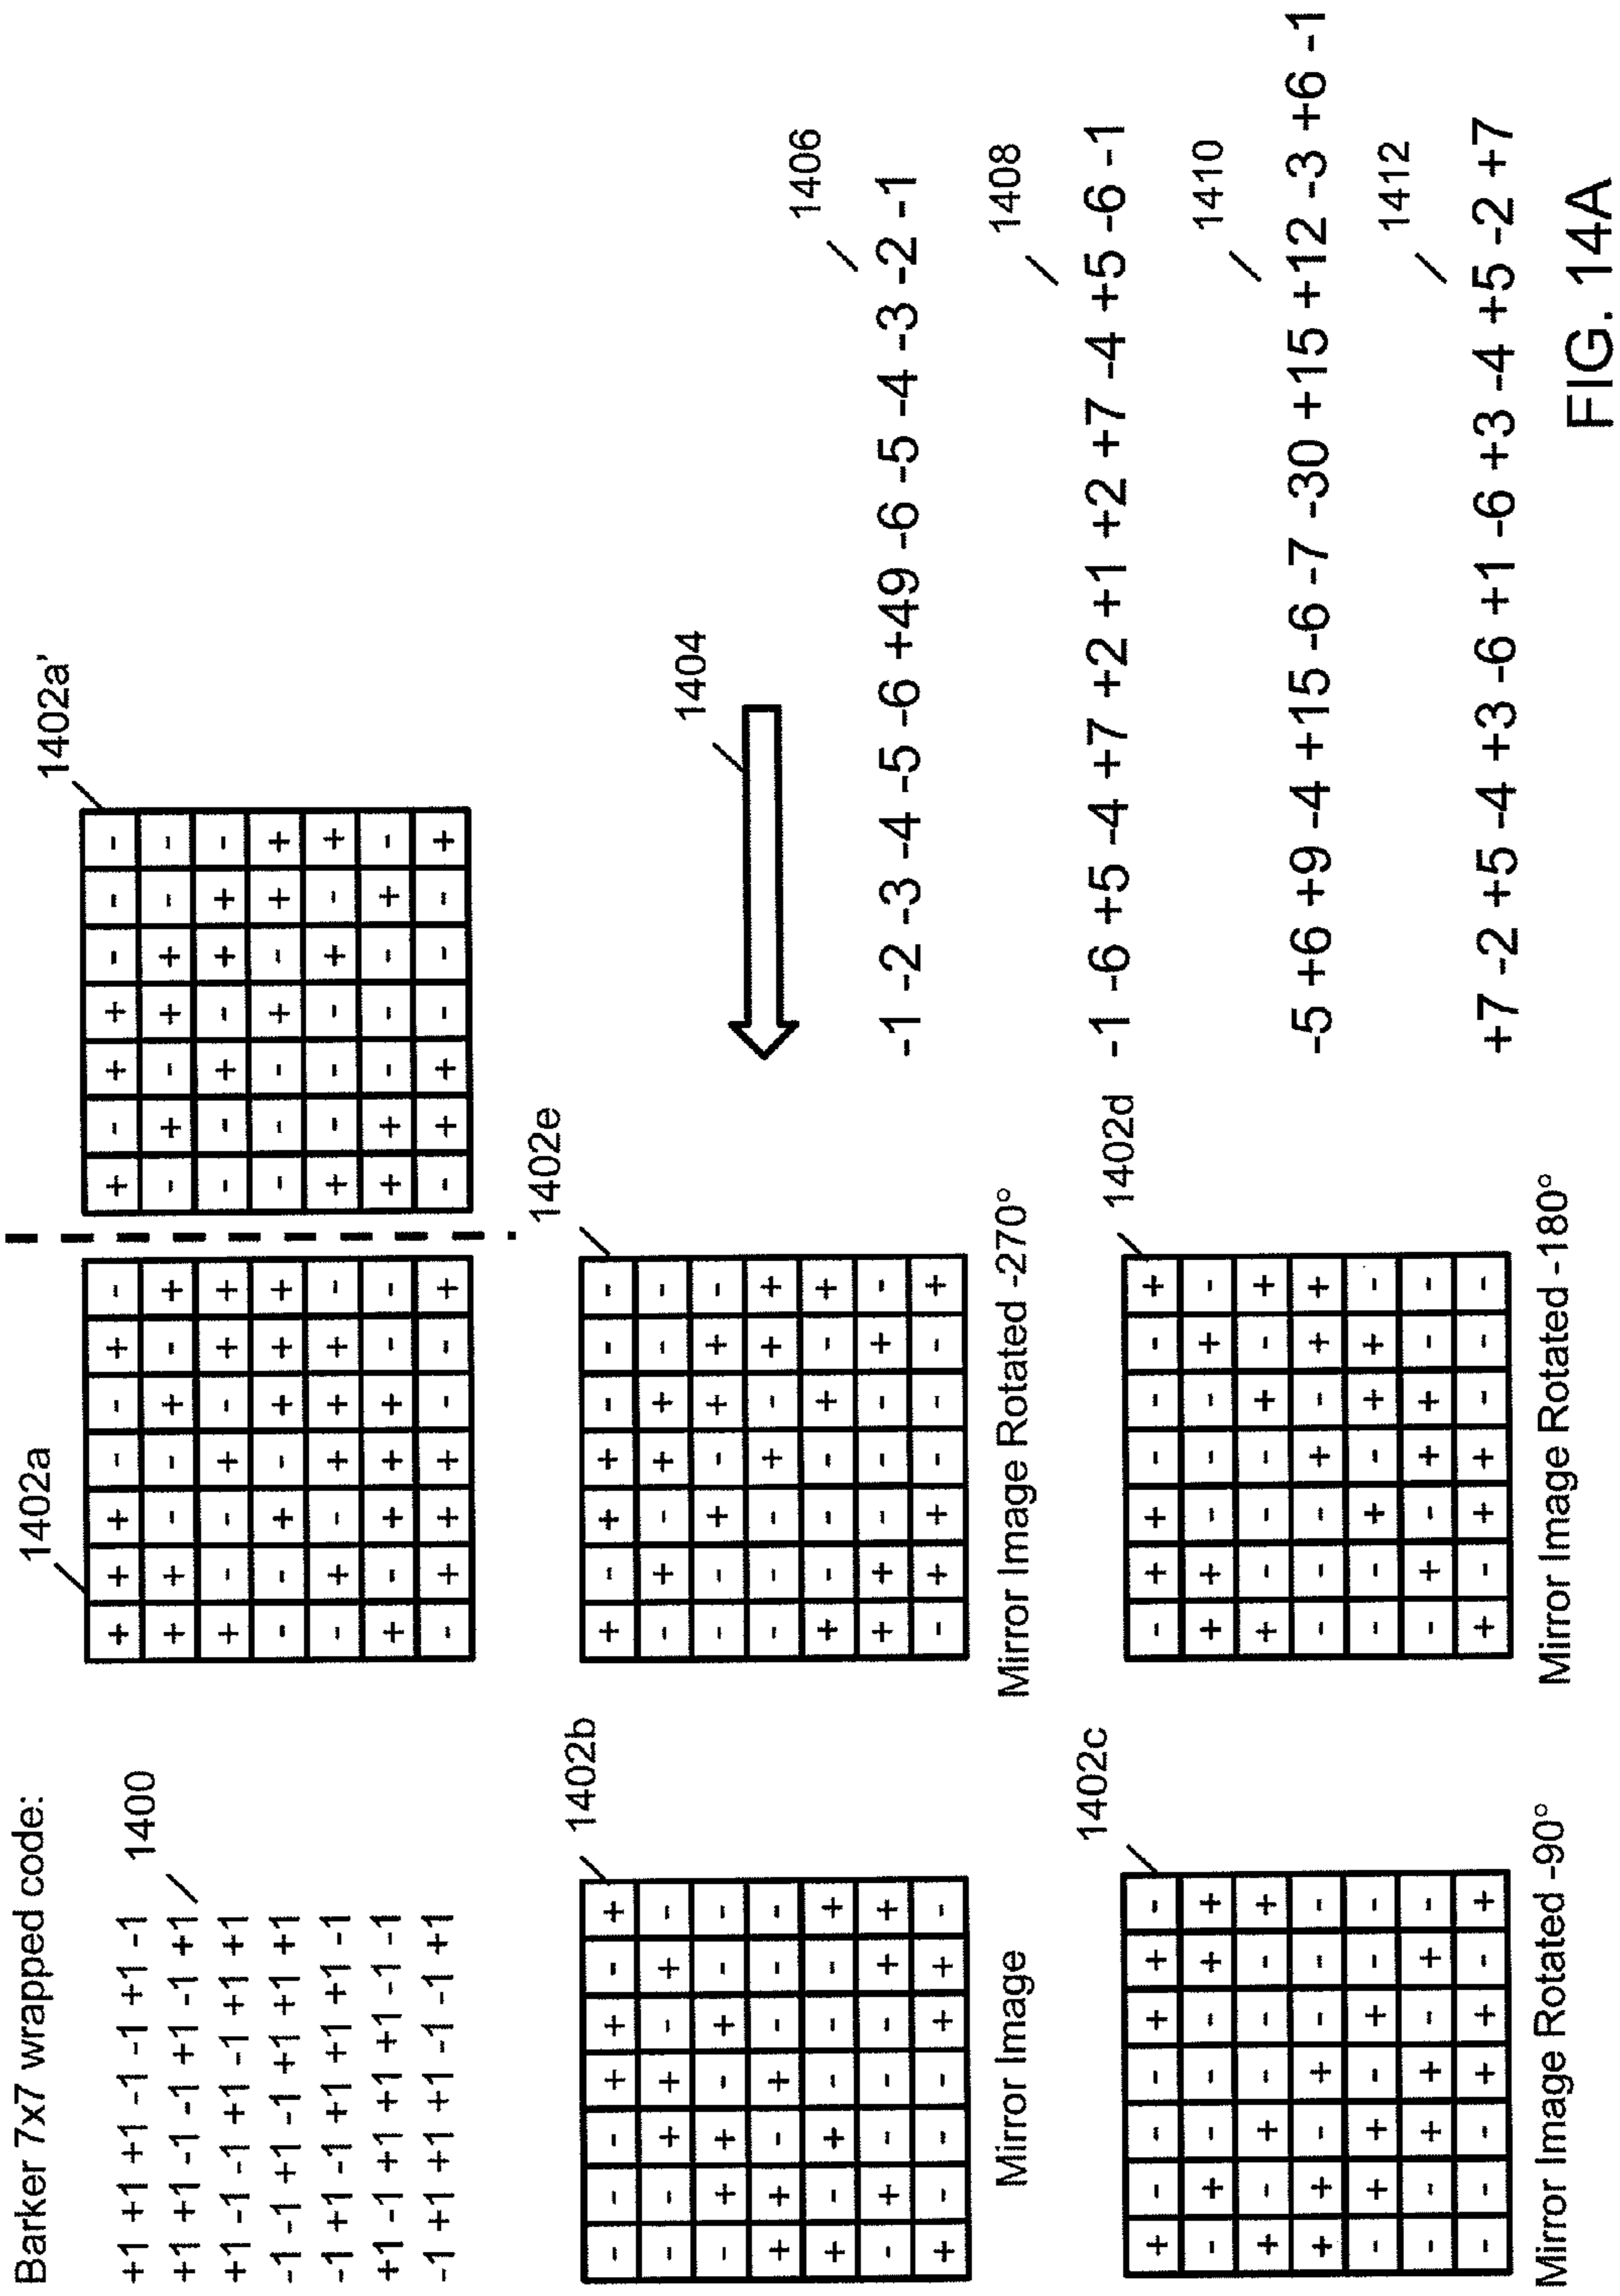 Barker 7x7 wrapped code:
+1 +1 +1 -1 -1 +1 -1
+1 +1 -1 -1 +1 -1 +1
+1 -1 -1 +1 -1 +1 +1
-1 -1 +1 -1 +1 +1 +1
-1 +1 -1 +1 +1 +1 -1
+1 -1 +1 +1 +1 -1 -1
-1 +1 +1 +1 -1 -1 +1
1400
1402a
+ + + - - + -
+ + - - + - +
+ - - + - + +
- - + - + + +
- + - + + + -
+ - + + + - -
- + + + - - +
1402a'
+ - + + - - -
- + - + + - -
- - + - + + -
- - - + - + +
+ - - - + - +
+ + - - - + -
- + + - - - +
1402b
- - - + + - +
- - + + - + -
- + + - + - -
+ + - + - - -
+ - + - - - +
- + - - - + +
+ - - - + + -
Mirror Image
1402e
+ - + + - - -
- + - + + - -
- - + - + + -
- - - + - + +
+ - - - + - +
+ + - - - + -
- + + - - - +
Mirror Image Rotated -270°
1402c
+ - - - + + -
- + - - - + +
+ - + - - - +
+ + - + - - -
- + + - + - -
- - + + - + -
- - - + + - +
Mirror Image Rotated -90°
1402d
- + + - - - +
+ + - - - + -
+ - - - + - +
- - - + - + +
- - + - + + -
- + - + + - -
+ - + + - - -
Mirror Image Rotated -180°
1404
1406
-1 -2 -3 -4 -5 -6 +49 -6 -5 -4 -3 -2 -1
1408
-1 -6 +5 -4 +7 +2 +1 +2 +7 -4 +5 -6 -1
1410
-5 +6 +9 -4 +15 -6 -7 -30 +15 +12 -3 +6 -1
1412
+7 -2 +5 -4 +3 -6 +1 -6 +3 -4 +5 -2 +7
FIG. 14A